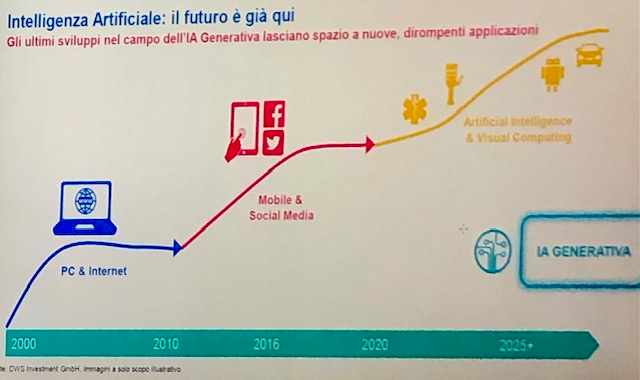 Intelligenza Artificiale: il futuro è già qui
Gli ultimi sviluppi nel campo dell'IA Generativa lasciano spazio a nuove, dirompenti applicazioni
Artificial Intelligence
& Visual Computing
Mobile &
Social Media
IA GENERATIVA
PC & Internet
2000 2010 2016 2020 2025+
te: DWS Investment GmbH. Immagini a solo scopo illustrativo.